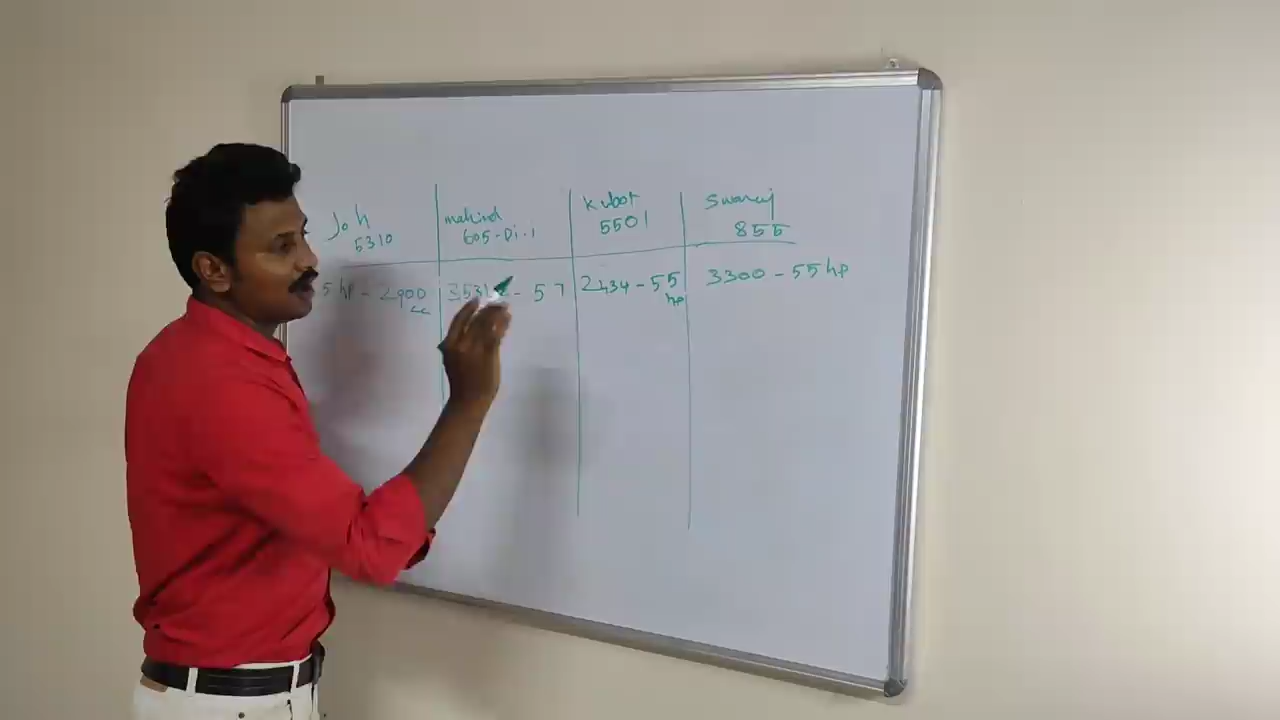 Joh
5310
mahind
605-Di-i
Kubot
5501
Swaraj
855
5 hp - 2900
cc
- 57
2434 - 55
hp
3300 - 55 hp